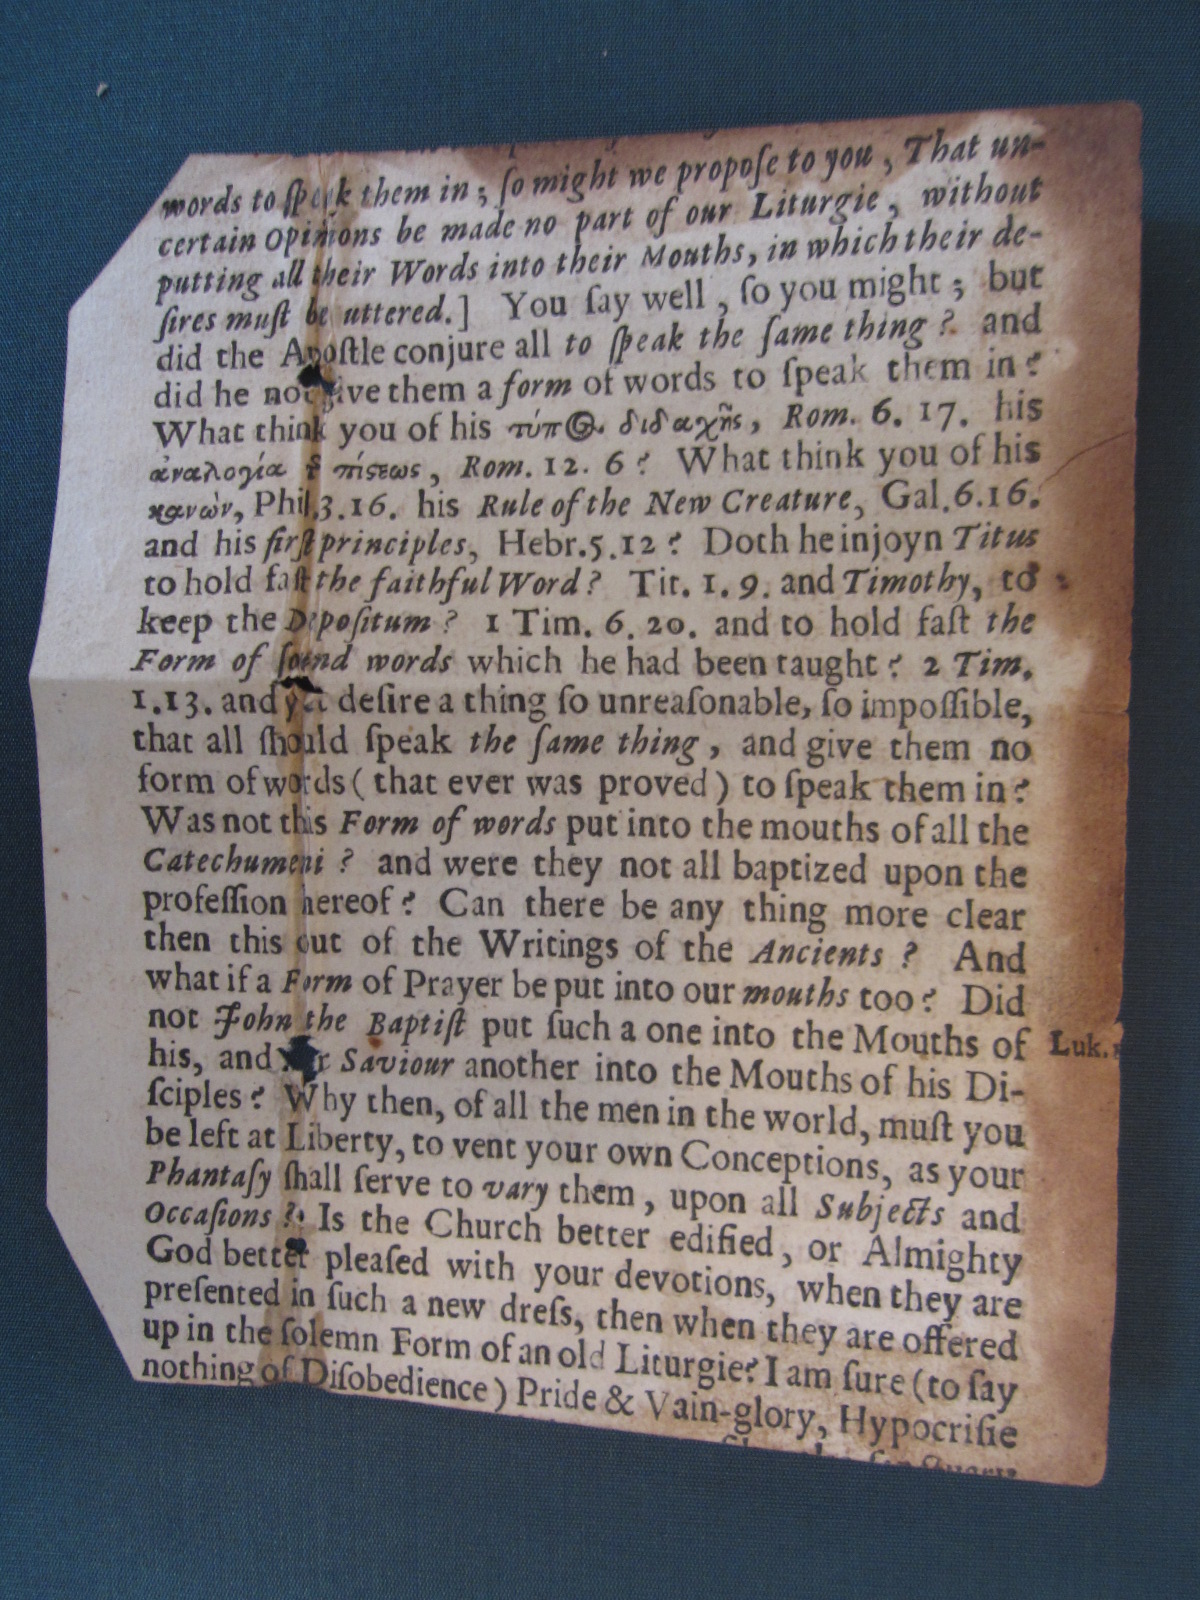 words to ſpeak them in; ſo might we propoſe to you, That un-
certain Opinions be made no part of our Liturgie, without
putting all their Words into their Mouths, in which their de-
ſires muſt be uttered.] You ſay well, ſo you might; but
did the Apoſtle conjure all to ſpeak the ſame thing? and
did he not give them a form of words to ſpeak them in?
What think you of his τύπ𝛚. διδαχῆς, Rom. 6. 17. his
ἀναλογία πίϛεως, Rom. 12. 6? What think you of his
κανὼν, Phil. 3. 16. his Rule of the New Creature, Gal. 6. 16.
and his firſt principles, Hebr. 5. 12? Doth he injoyn Titus
to hold faſt the faithful Word? Tit. 1. 9. and Timothy, to
keep the Depoſitum? 1 Tim. 6. 20. and to hold faſt the
Form of ſound words which he had been taught? 2 Tim.
1. 13. and yet deſire a thing ſo unreaſonable, ſo impoſſible,
that all ſhould ſpeak the ſame thing, and give them no
form of words (that ever was proved) to ſpeak them in?
Was not this Form of words put into the mouths of all the
Catechumeni? and were they not all baptized upon the
profeſſion hereof? Can there be any thing more clear
then this out of the Writings of the Ancients? And
what if a Form of Prayer be put into our mouths too? Did
not John the Baptiſt put ſuch a one into the Mouths of
his, and Saviour another into the Mouths of his Di-
ſciples? Why then, of all the men in the world, muſt you
be left at Liberty, to vent your own Conceptions, as your
Phantaſy ſhall ſerve to vary them, upon all Subjects and
Occaſions? Is the Church better edified, or Almighty
God better pleaſed with your devotions, when they are
preſented in ſuch a new dreſs, then when they are offered
up in the ſolemn Form of an old Liturgie? I am ſure (to ſay
nothing of Diſobedience) Pride & Vain-glory, Hypocriſie
Luk.